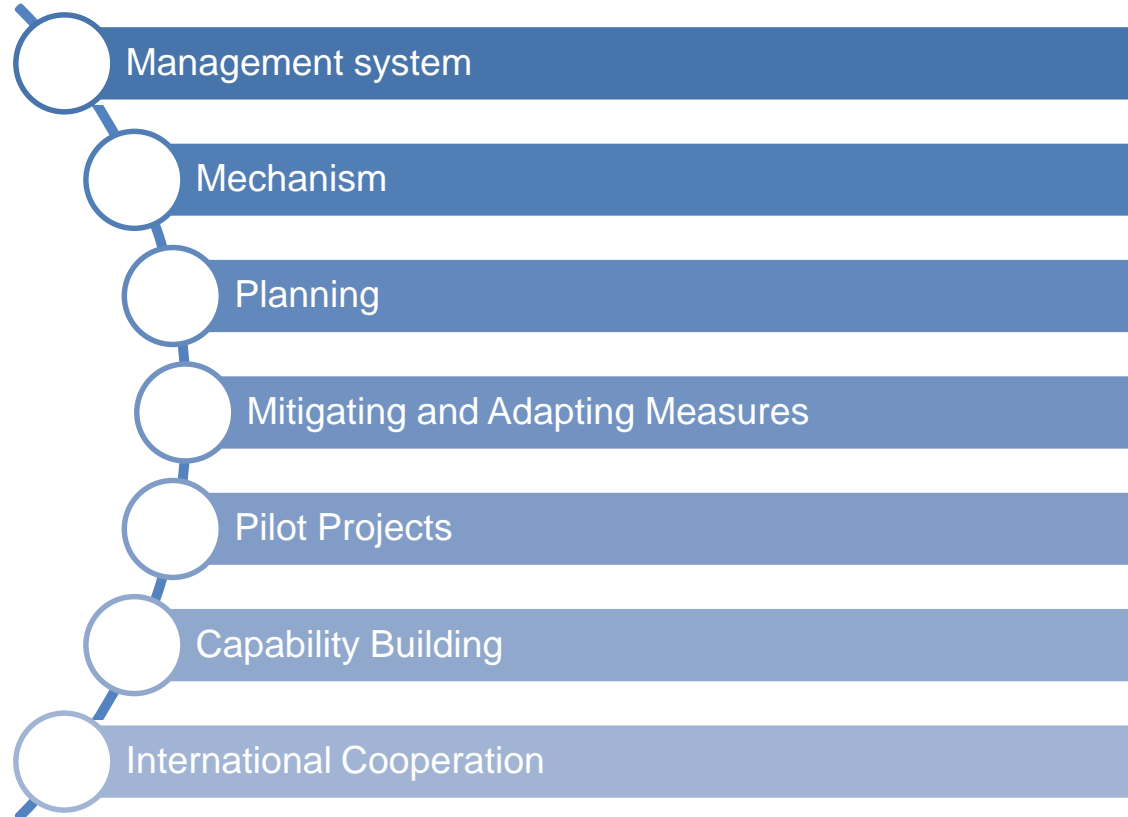 Management system
Mechanism
Planning
Mitigating and Adapting Measures
Pilot Projects
Capability Building
International Cooperation